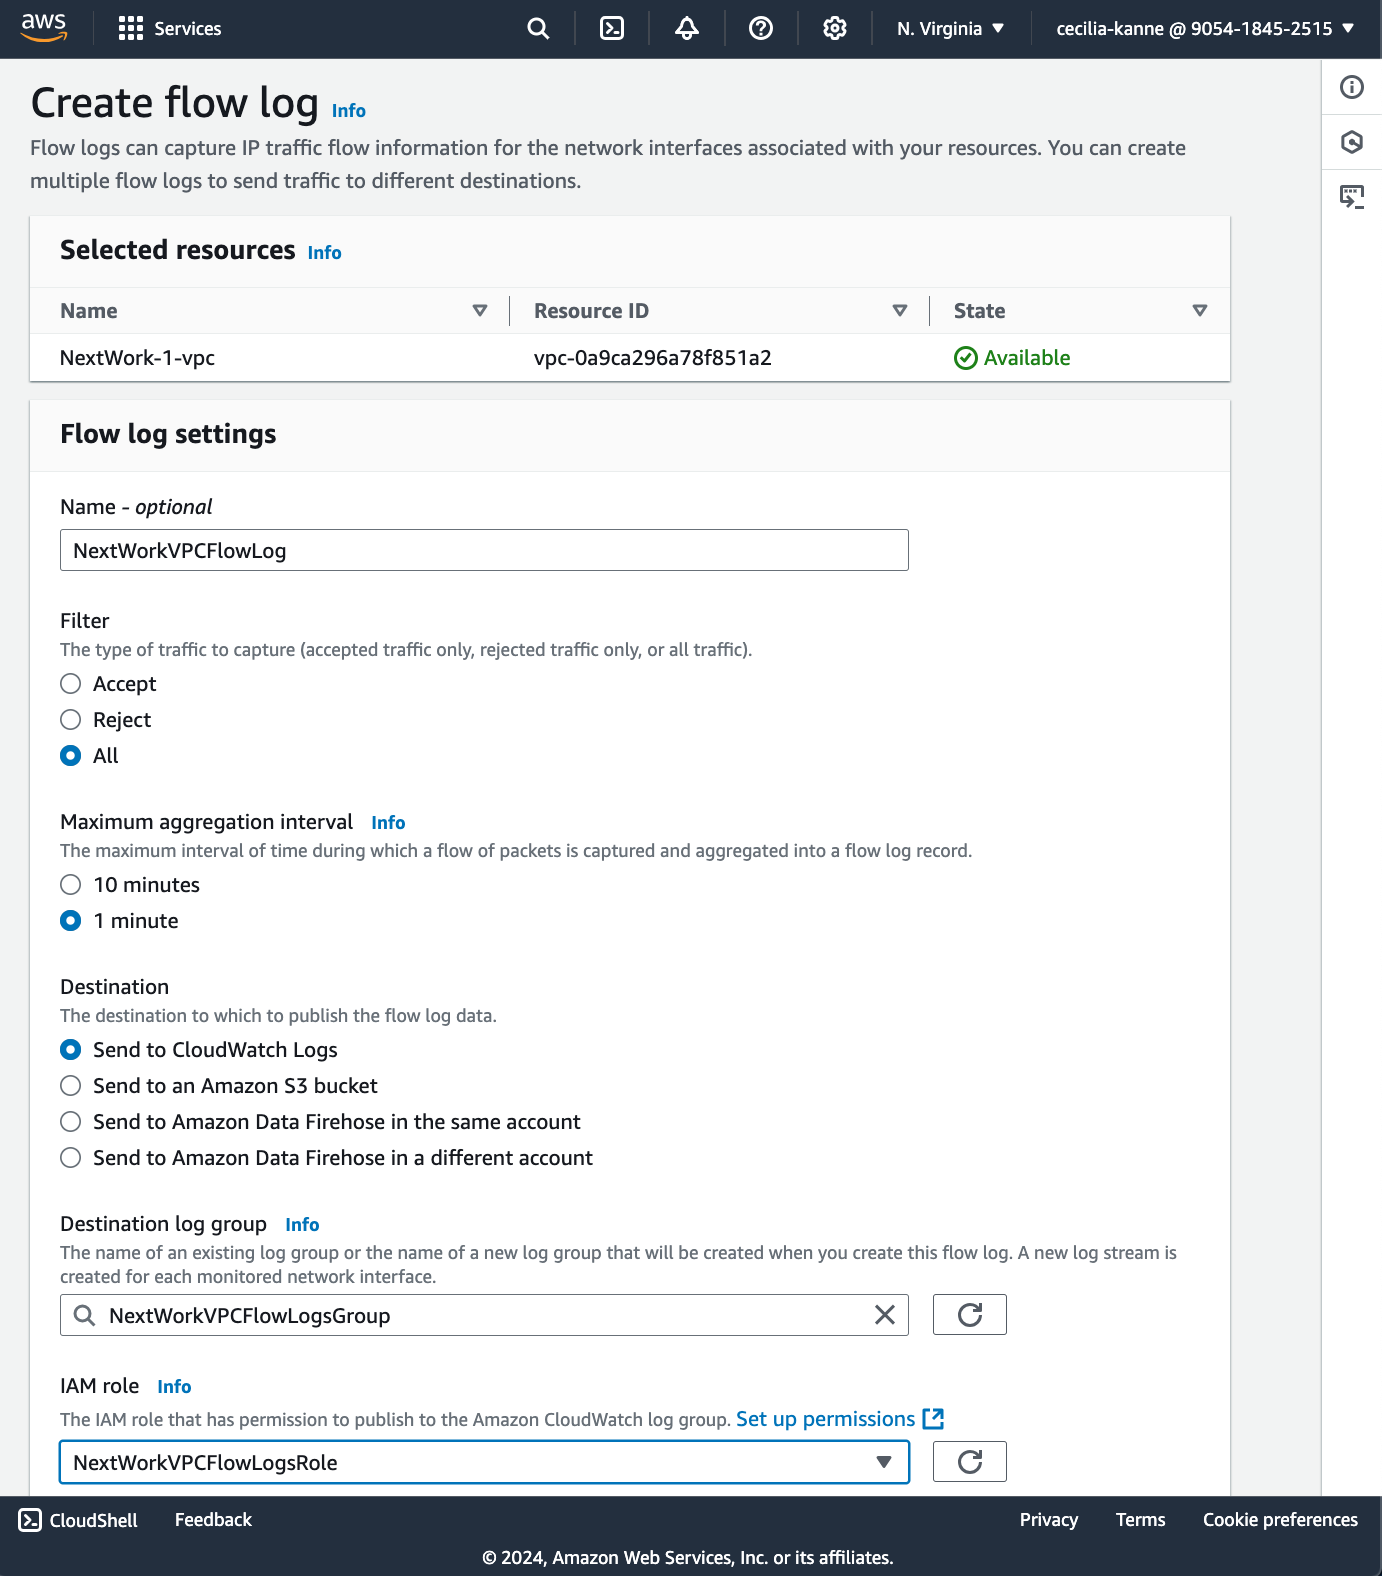 aws Services N. Virginia cecilia-kanne @ 9054-1845-2515
Create flow log Info
Flow logs can capture IP traffic flow information for the network interfaces associated with your resources. You can create
multiple flow logs to send traffic to different destinations.
Selected resources Info
Name Resource ID State
NextWork-1-vpc vpc-0a9ca296a78f851a2 Available
Flow log settings
Name - optional
NextWorkVPCFlowLog
Filter
The type of traffic to capture (accepted traffic only, rejected traffic only, or all traffic).
Accept
Reject
All
Maximum aggregation interval Info
The maximum interval of time during which a flow of packets is captured and aggregated into a flow log record.
10 minutes
1 minute
Destination
The destination to which to publish the flow log data.
Send to CloudWatch Logs
Send to an Amazon S3 bucket
Send to Amazon Data Firehose in the same account
Send to Amazon Data Firehose in a different account
Destination log group Info
The name of an existing log group or the name of a new log group that will be created when you create this flow log. A new log stream is
created for each monitored network interface.
NextWorkVPCFlowLogsGroup
IAM role Info
The IAM role that has permission to publish to the Amazon CloudWatch log group. Set up permissions
NextWorkVPCFlowLogsRole
CloudShell Feedback Privacy Terms Cookie preferences
© 2024, Amazon Web Services, Inc. or its affiliates.